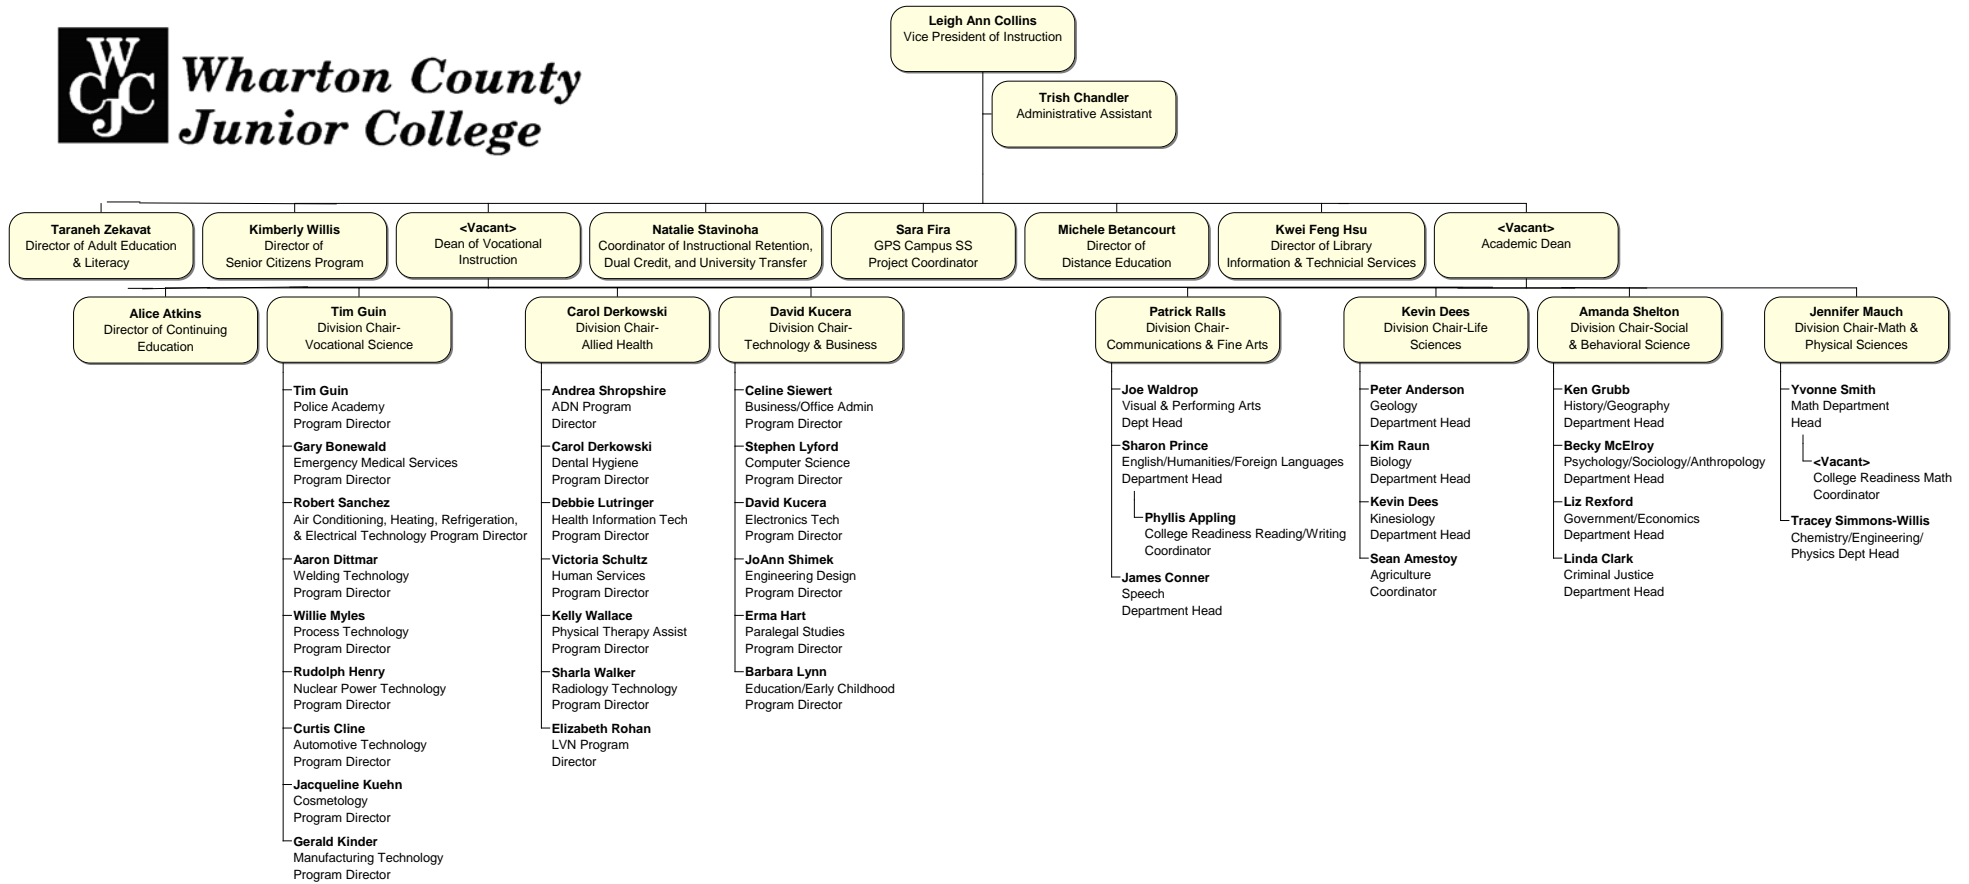 WCJC
Wharton County
Junior College
Leigh Ann Collins
Vice President of Instruction
Trish Chandler
Administrative Assistant
Taraneh Zekavat
Director of Adult Education
& Literacy
Kimberly Willis
Director of
Senior Citizens Program
<Vacant>
Dean of Vocational
Instruction
Natalie Stavinoha
Coordinator of Instructional Retention,
Dual Credit, and University Transfer
Sara Fira
GPS Campus SS
Project Coordinator
Michele Betancourt
Director of
Distance Education
Kwei Feng Hsu
Director of Library
Information & Technicial Services
<Vacant>
Academic Dean
Alice Atkins
Director of Continuing
Education
Tim Guin
Division Chair-
Vocational Science
Carol Derkowski
Division Chair-
Allied Health
David Kucera
Division Chair-
Technology & Business
Patrick Ralls
Division Chair-
Communications & Fine Arts
Kevin Dees
Division Chair-Life
Sciences
Amanda Shelton
Division Chair-Social
& Behavioral Science
Jennifer Mauch
Division Chair-Math &
Physical Sciences
Tim Guin
Police Academy
Program Director
Gary Bonewald
Emergency Medical Services
Program Director
Robert Sanchez
Air Conditioning, Heating, Refrigeration,
& Electrical Technology Program Director
Aaron Dittmar
Welding Technology
Program Director
Willie Myles
Process Technology
Program Director
Rudolph Henry
Nuclear Power Technology
Program Director
Curtis Cline
Automotive Technology
Program Director
Jacqueline Kuehn
Cosmetology
Program Director
Gerald Kinder
Manufacturing Technology
Program Director
Andrea Shropshire
ADN Program
Director
Carol Derkowski
Dental Hygiene
Program Director
Debbie Lutringer
Health Information Tech
Program Director
Victoria Schultz
Human Services
Program Director
Kelly Wallace
Physical Therapy Assist
Program Director
Sharla Walker
Radiology Technology
Program Director
Elizabeth Rohan
LVN Program
Director
Celine Siewert
Business/Office Admin
Program Director
Stephen Lyford
Computer Science
Program Director
David Kucera
Electronics Tech
Program Director
JoAnn Shimek
Engineering Design
Program Director
Erma Hart
Paralegal Studies
Program Director
Barbara Lynn
Education/Early Childhood
Program Director
Joe Waldrop
Visual & Performing Arts
Dept Head
Sharon Prince
English/Humanities/Foreign Languages
Department Head
Phyllis Appling
College Readiness Reading/Writing
Coordinator
James Conner
Speech
Department Head
Peter Anderson
Geology
Department Head
Kim Raun
Biology
Department Head
Kevin Dees
Kinesiology
Department Head
Sean Amestoy
Agriculture
Coordinator
Ken Grubb
History/Geography
Department Head
Becky McElroy
Psychology/Sociology/Anthropology
Department Head
Liz Rexford
Government/Economics
Department Head
Linda Clark
Criminal Justice
Department Head
Yvonne Smith
Math Department
Head
<Vacant>
College Readiness Math
Coordinator
Tracey Simmons-Willis
Chemistry/Engineering/
Physics Dept Head